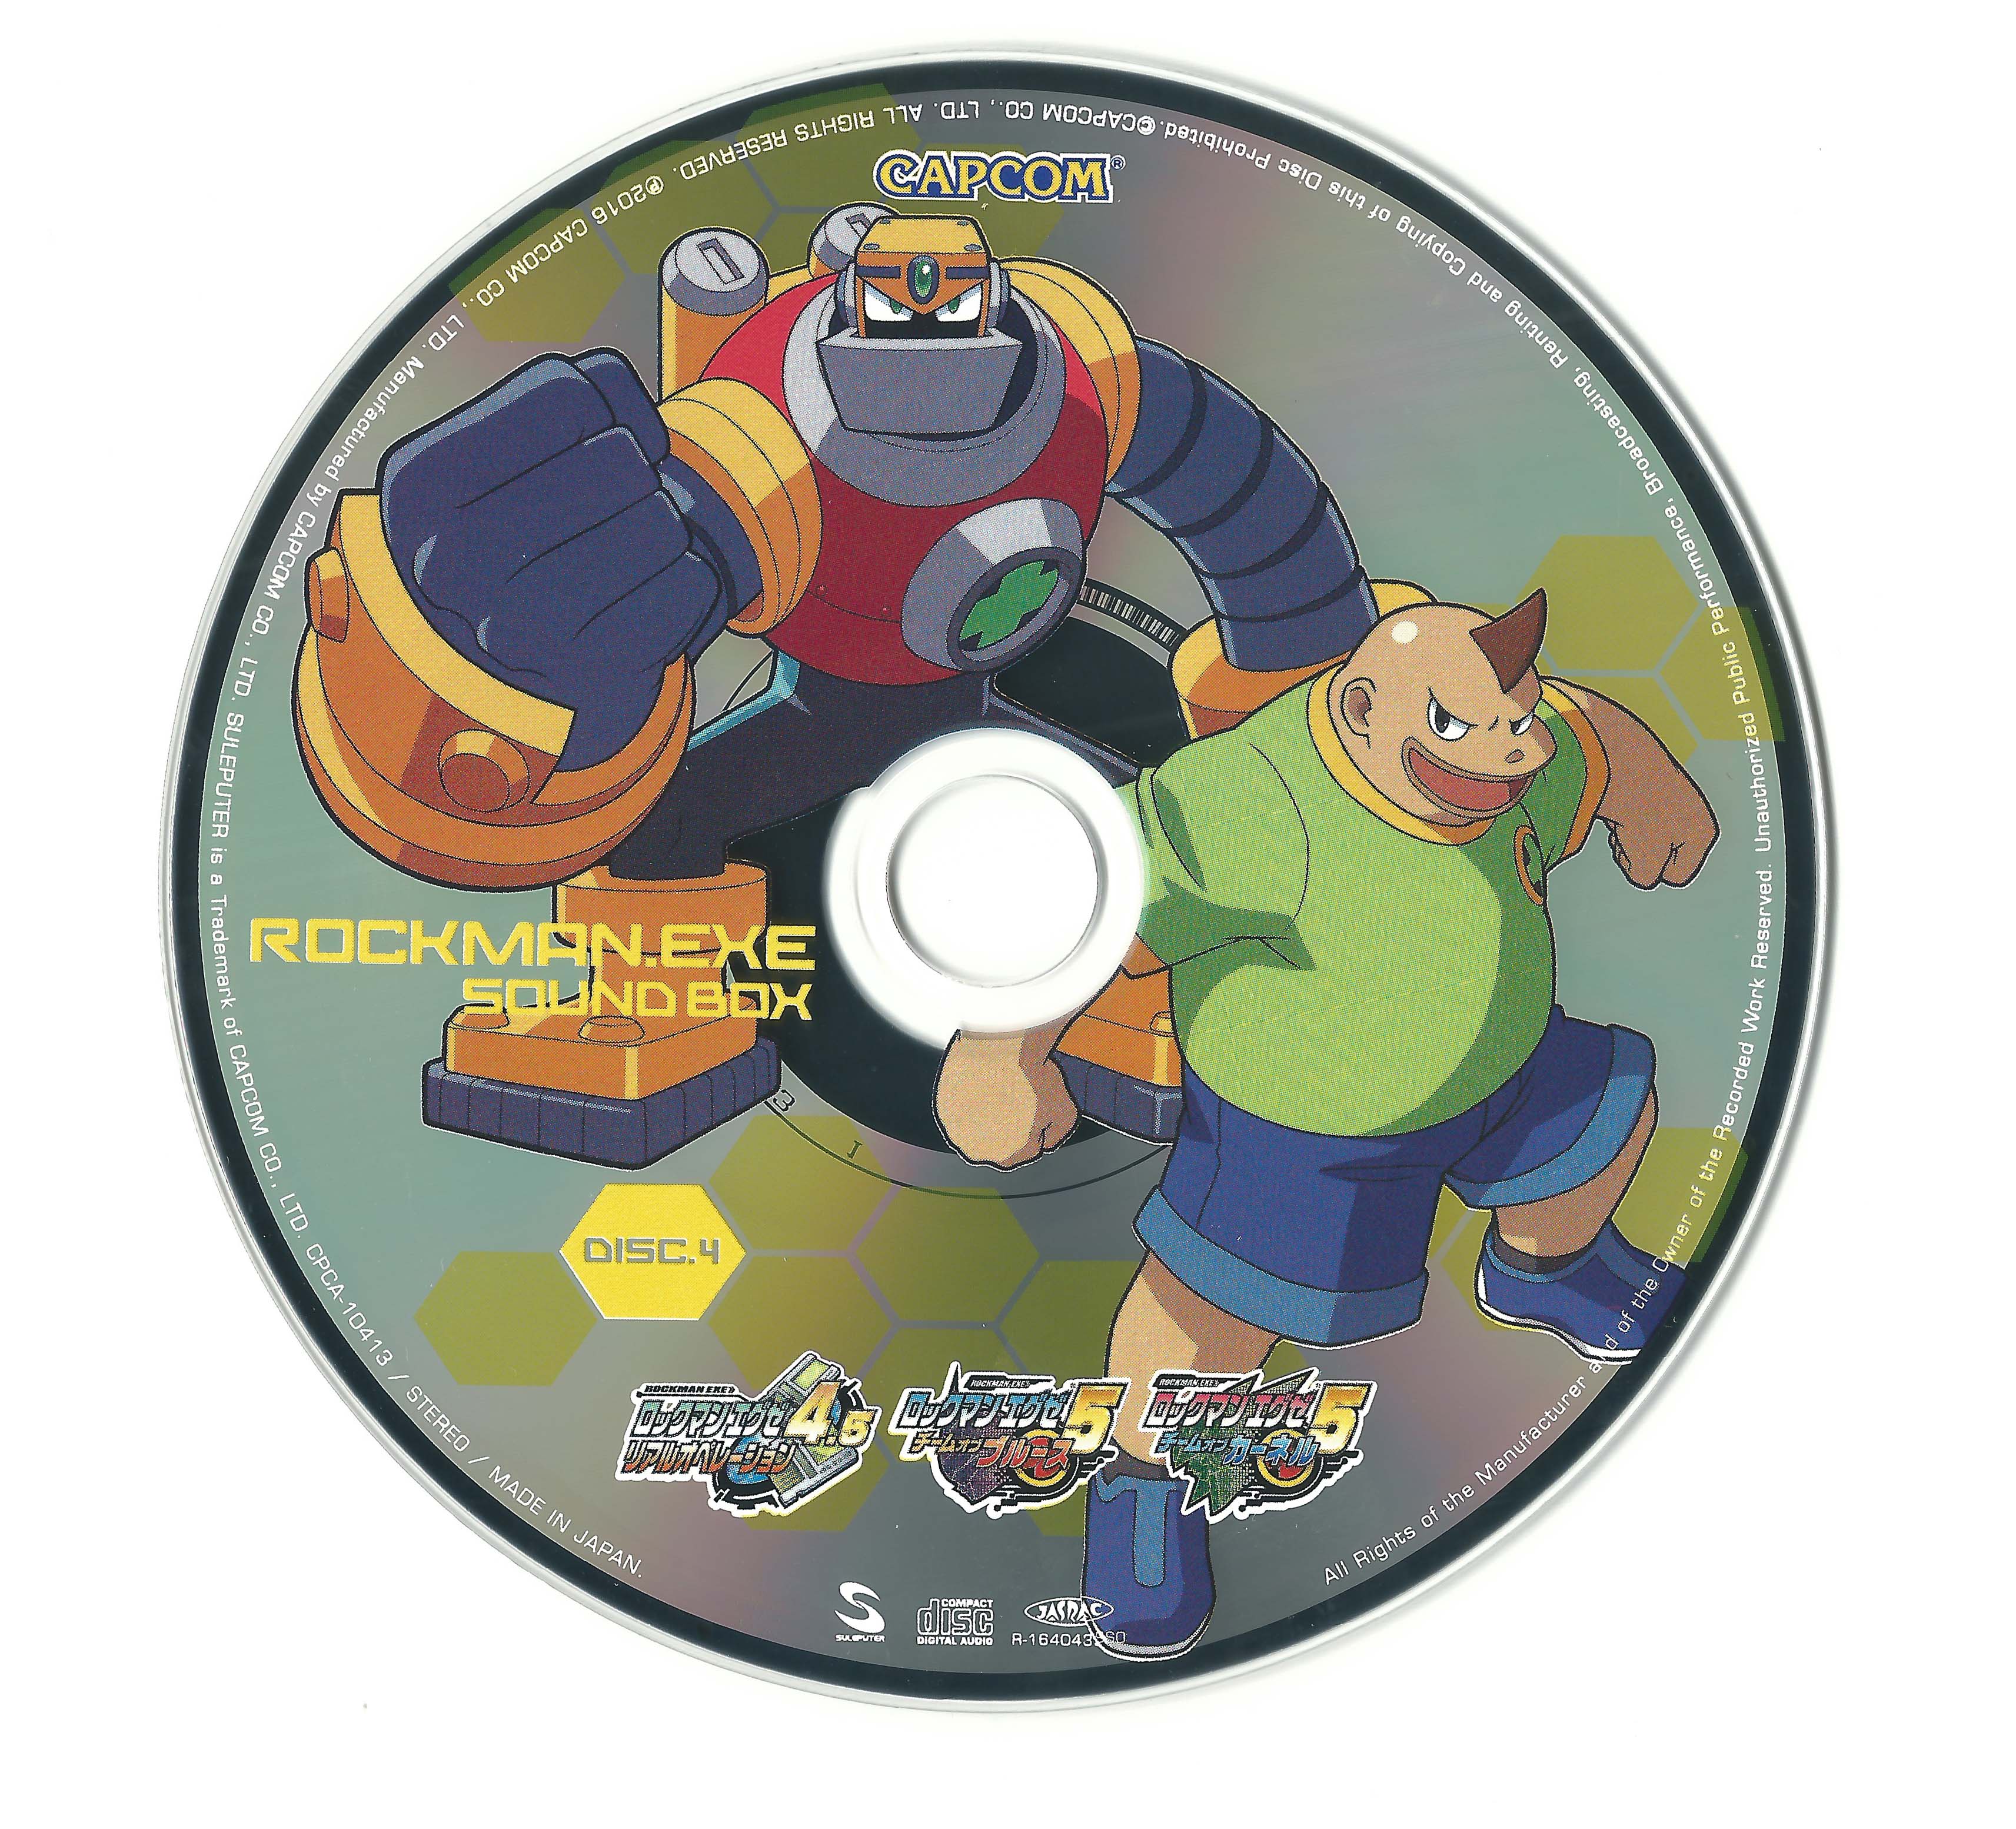 CAPCOM®
ROCKMAN.EXE
SOUND BOX
DISC.4
ROCKMAN EXE
ロックマンエグゼ4.5
リアルオペレーション
ROCKMAN.EXE
ロックマンエグゼ5
チームオブブルース
ROCKMAN.EXE
ロックマンエグゼ5
チームオブカーネル
SULEPUTER
COMPACT
disc
DIGITAL AUDIO
JASRAC
All Rights of the Manufacturer and of the Owner of the Recorded Work Reserved. Unauthorized Public Performance, Broadcasting, Renting and Copying of this Disc Prohibited. ©CAPCOM CO., LTD. ALL RIGHTS RESERVED. ℗2016 CAPCOM CO., LTD. Manufactured by CAPCOM CO., LTD. SULEPUTER is a Trademark of CAPCOM CO., LTD. CPCA-10413 / STEREO / MADE IN JAPAN.